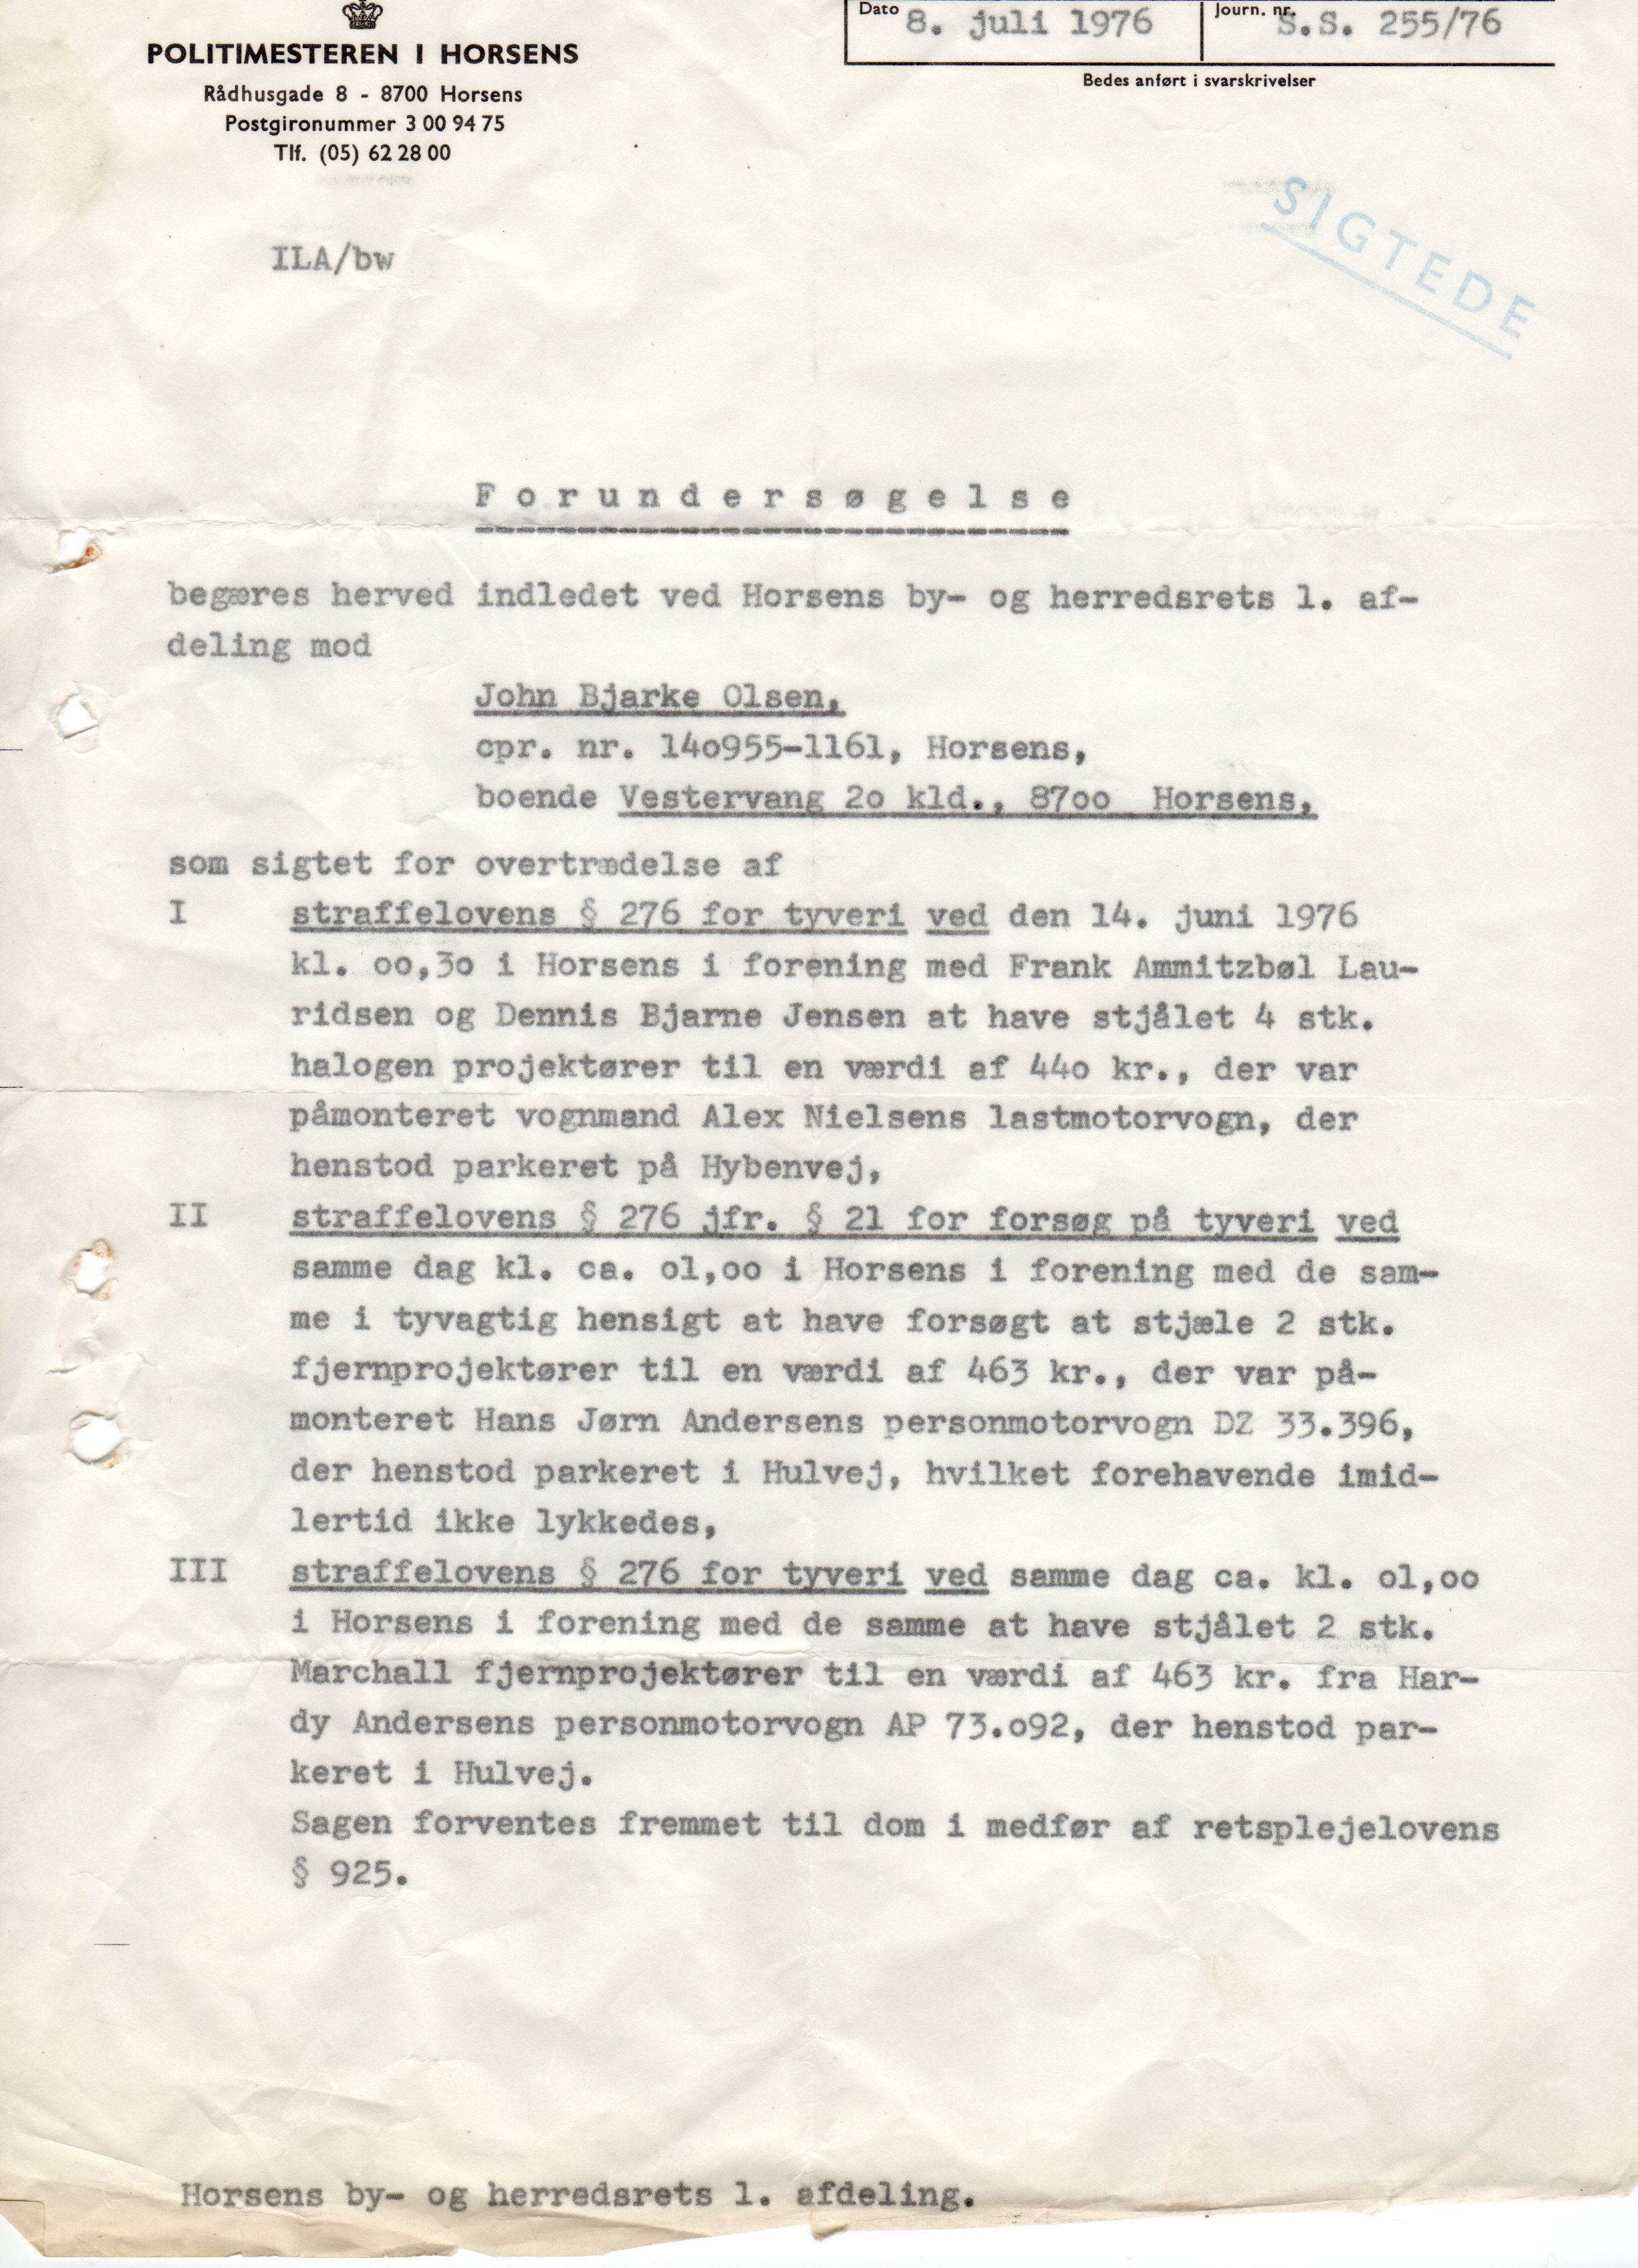 POLITIMESTEREN I HORSENS
Rådhusgade 8 - 8700 Horsens
Postgironummer 3 00 94 75
Tlf. (05) 62 28 00
Dato 8. juli 1976
Journ. nr. S.S. 255/76
Bedes anført i svarskrivelser
SIGTEDE
ILA/bw
Forundersøgelse
begæres herved indledet ved Horsens by- og herredsrets 1. af-
deling mod
John Bjarke Olsen,
cpr. nr. 14o955-1161, Horsens,
boende Vestervang 2o kld., 87oo Horsens,
som sigtet for overtrædelse af
I straffelovens § 276 for tyveri ved den 14. juni 1976
kl. oo,3o i Horsens i forening med Frank Ammitzbøl Lau-
ridsen og Dennis Bjarne Jensen at have stjålet 4 stk.
halogen projektører til en værdi af 44o kr., der var
påmonteret vognmand Alex Nielsens lastmotorvogn, der
henstod parkeret på Hybenvej,
II straffelovens § 276 jfr. § 21 for forsøg på tyveri ved
samme dag kl. ca. o1,oo i Horsens i forening med de sam-
me i tyvagtig hensigt at have forsøgt at stjæle 2 stk.
fjernprojektører til en værdi af 463 kr., der var på-
monteret Hans Jørn Andersens personmotorvogn DZ 33.396,
der henstod parkeret i Hulvej, hvilket forehavende imid-
lertid ikke lykkedes,
III straffelovens § 276 for tyveri ved samme dag ca. kl. o1,oo
i Horsens i forening med de samme at have stjålet 2 stk.
Marchall fjernprojektører til en værdi af 463 kr. fra Har-
dy Andersens personmotorvogn AP 73.o92, der henstod par-
keret i Hulvej.
Sagen forventes fremmet til dom i medfør af retsplejelovens
§ 925.
Horsens by- og herredsrets 1. afdeling.